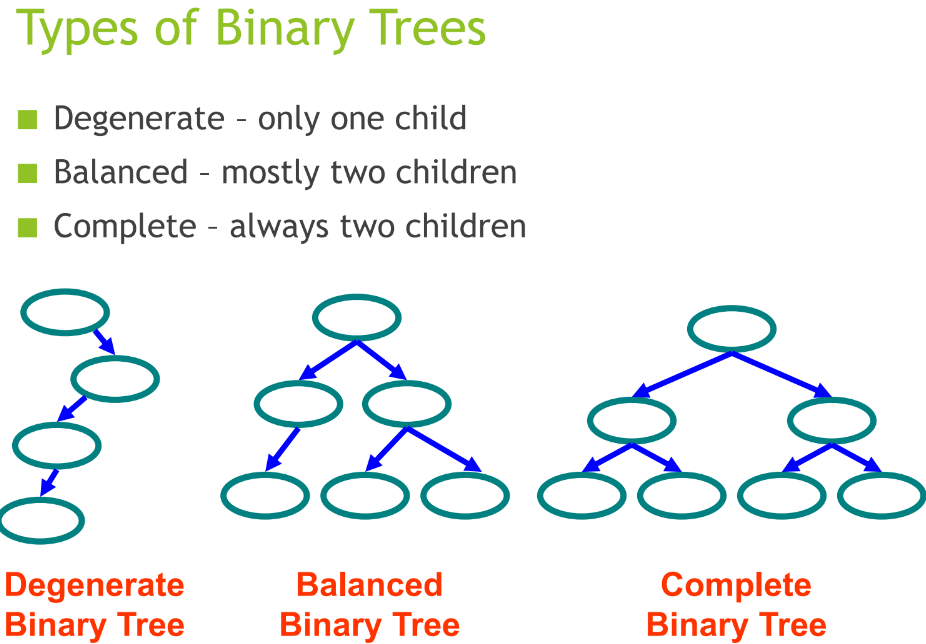 Types of Binary Trees
Degenerate – only one child
Balanced – mostly two children
Complete – always two children
Degenerate
Binary Tree
Balanced
Binary Tree
Complete
Binary Tree